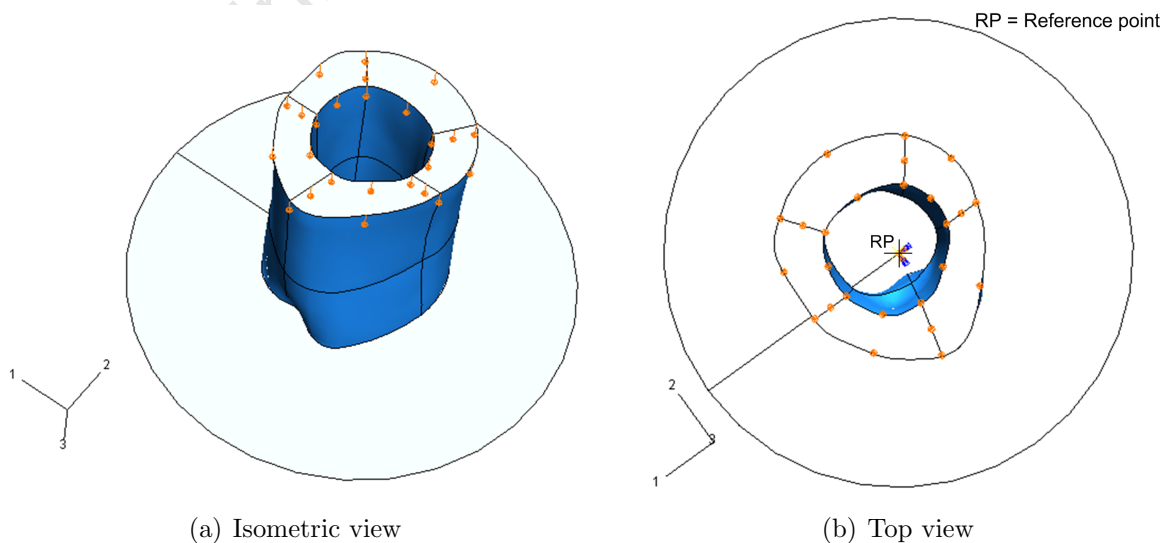 RP = Reference point
RP
1
2
3
2
3
1
(a) Isometric view
(b) Top view